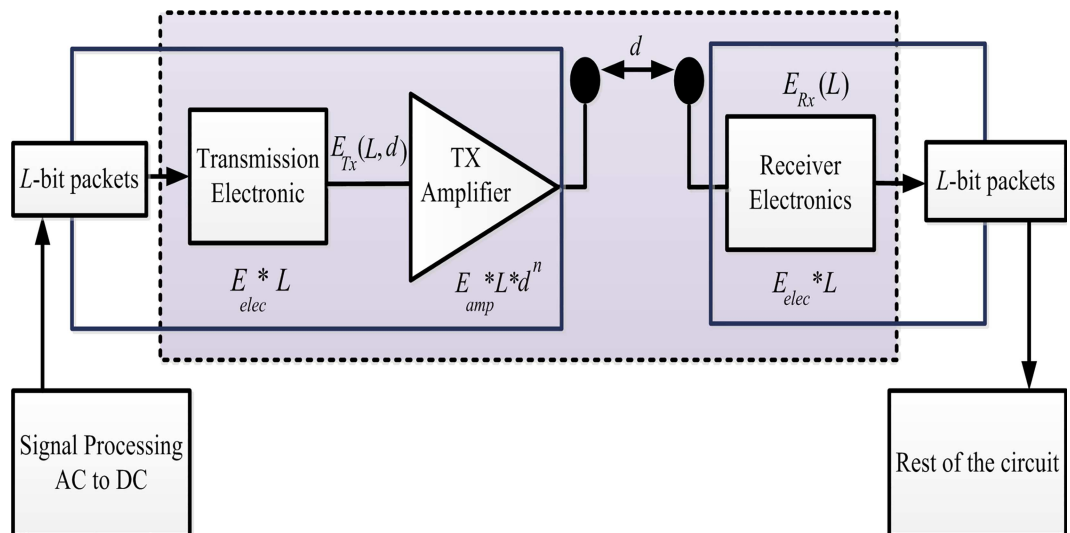 d
E_Rx(L)
L-bit packets
Transmission
Electronic
E_Tx(L,d)
TX
Amplifier
Receiver
Electronics
L-bit packets
E_elec*L
E_amp*L*d^n
E_elec*L
Signal Processing
AC to DC
Rest of the circuit